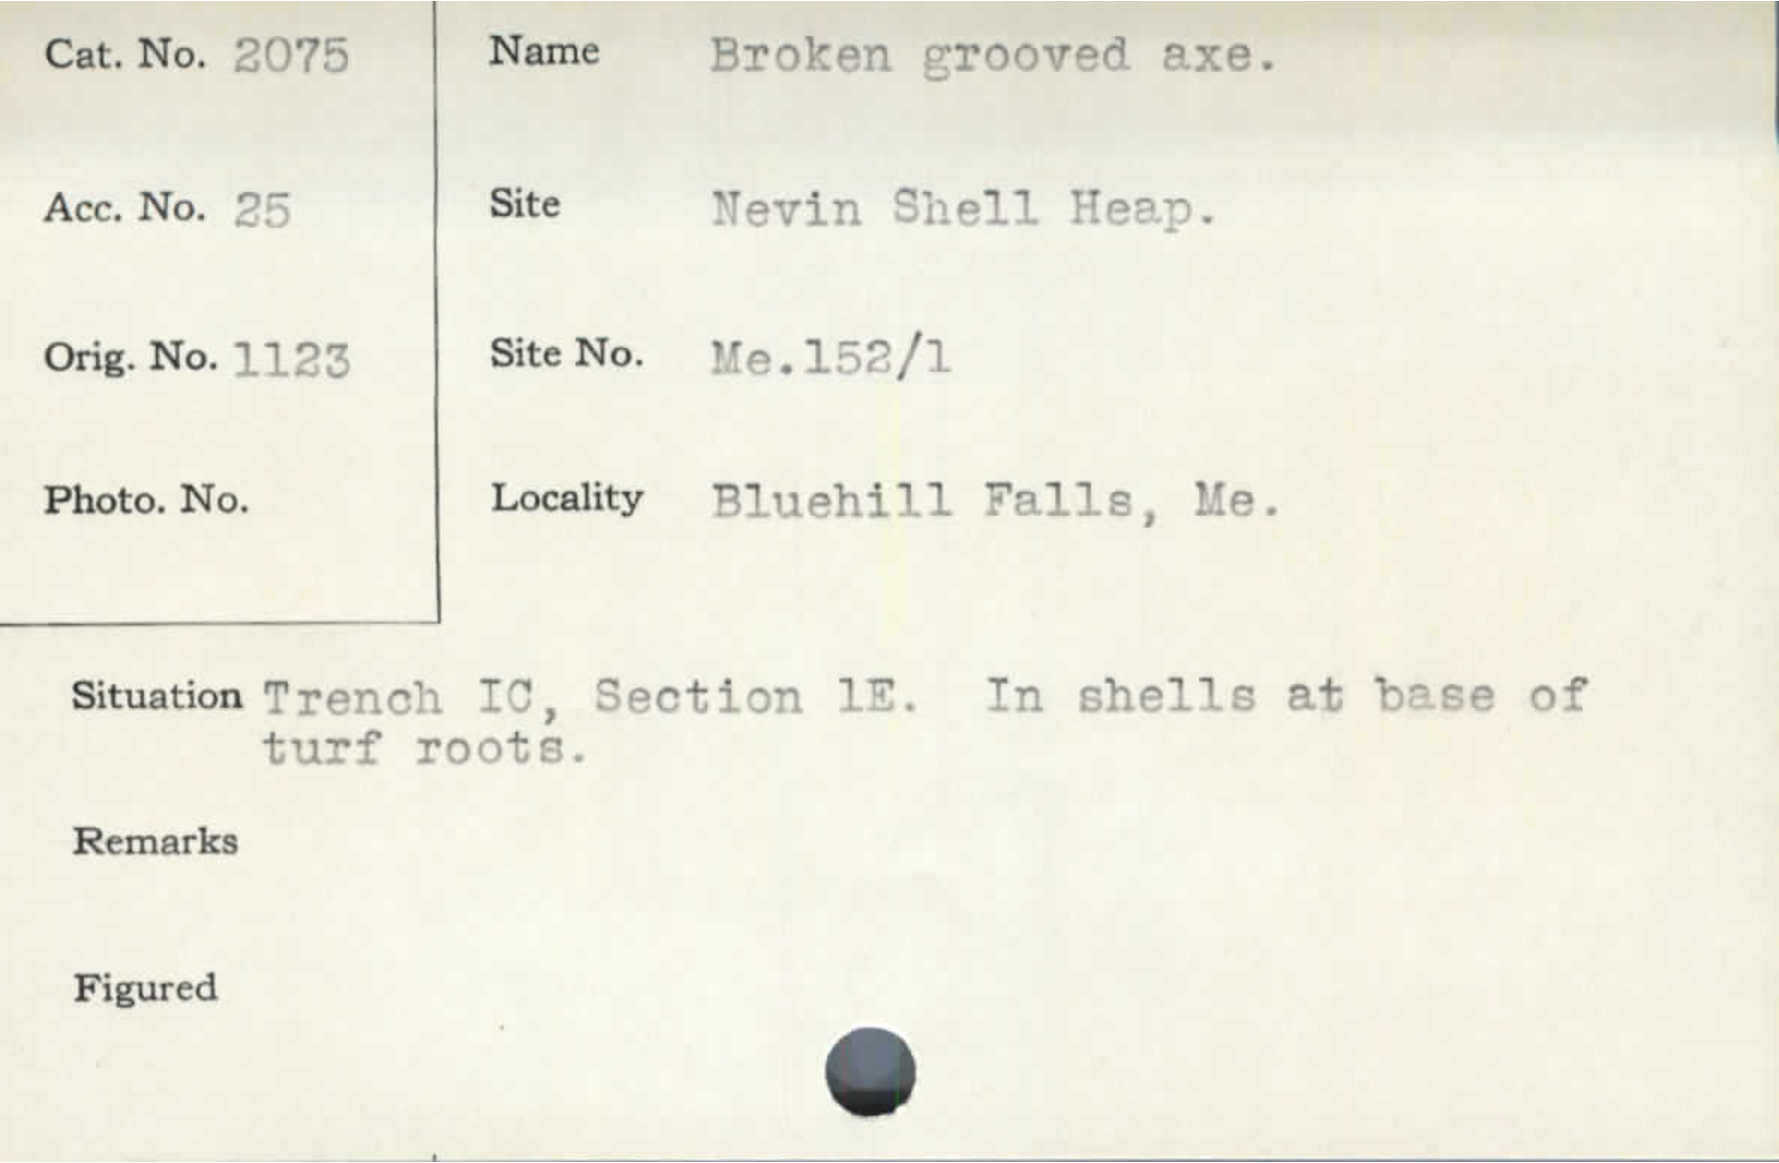 Cat. No. 2075
Name Broken grooved axe.
Acc. No. 25
Site Nevin Shell Heap.
Orig. No. 1123
Site No. Me.152/1
Photo. No.
Locality Bluehill Falls, Me.
Situation Trench IC, Section 1E. In shells at base of
turf roots.
Remarks
Figured